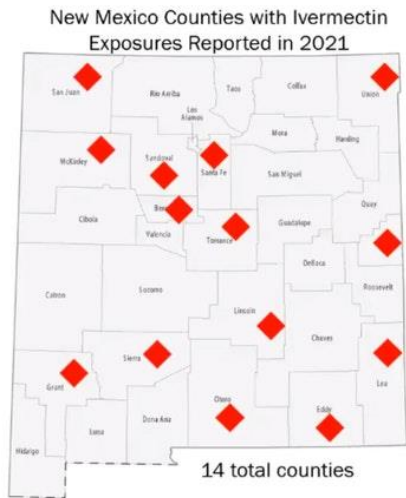 New Mexico Counties with Ivermectin
Exposures Reported in 2021
San Juan
Rio Arriba
Taos
Colfax
Union
Los
Alamos
Mora
Harding
McKinley
Sandoval
Santa Fe
San Miguel
Quay
Cibola
Valencia
Torrance
Guadalupe
DeBaca
Roosevelt
Catron
Socorro
Lincoln
Chaves
Sierra
Lea
Grant
Otero
Eddy
Dona Ana
Luna
Hidalgo
14 total counties